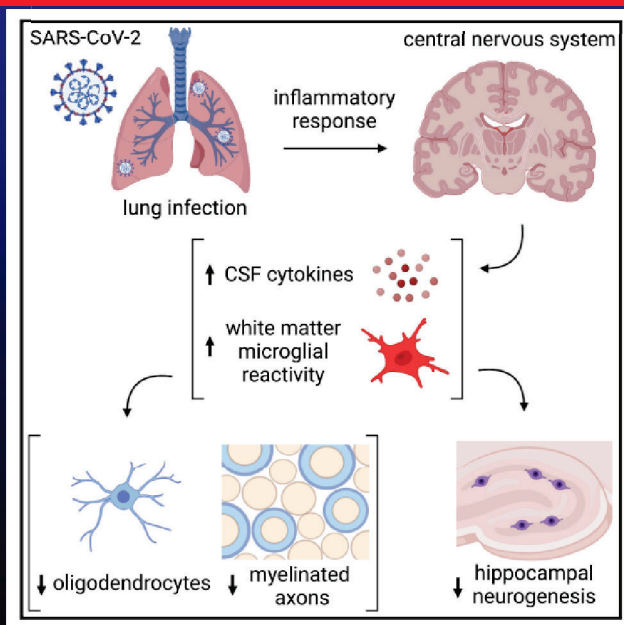 SARS-CoV-2
central nervous system
inflammatory
response
lung infection
↑ CSF cytokines
↑ white matter
microglial
reactivity
↓ oligodendrocytes
↓ myelinated
axons
↓ hippocampal
neurogenesis